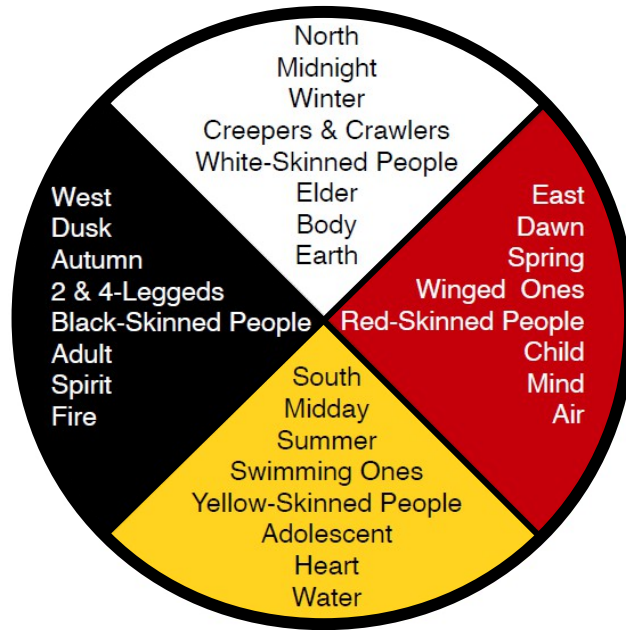 North
Midnight
Winter
Creepers & Crawlers
White-Skinned People
Elder
Body
Earth
West
Dusk
Autumn
2 & 4-Leggeds
Black-Skinned People
Adult
Spirit
Fire
East
Dawn
Spring
Winged Ones
Red-Skinned People
Child
Mind
Air
South
Midday
Summer
Swimming Ones
Yellow-Skinned People
Adolescent
Heart
Water